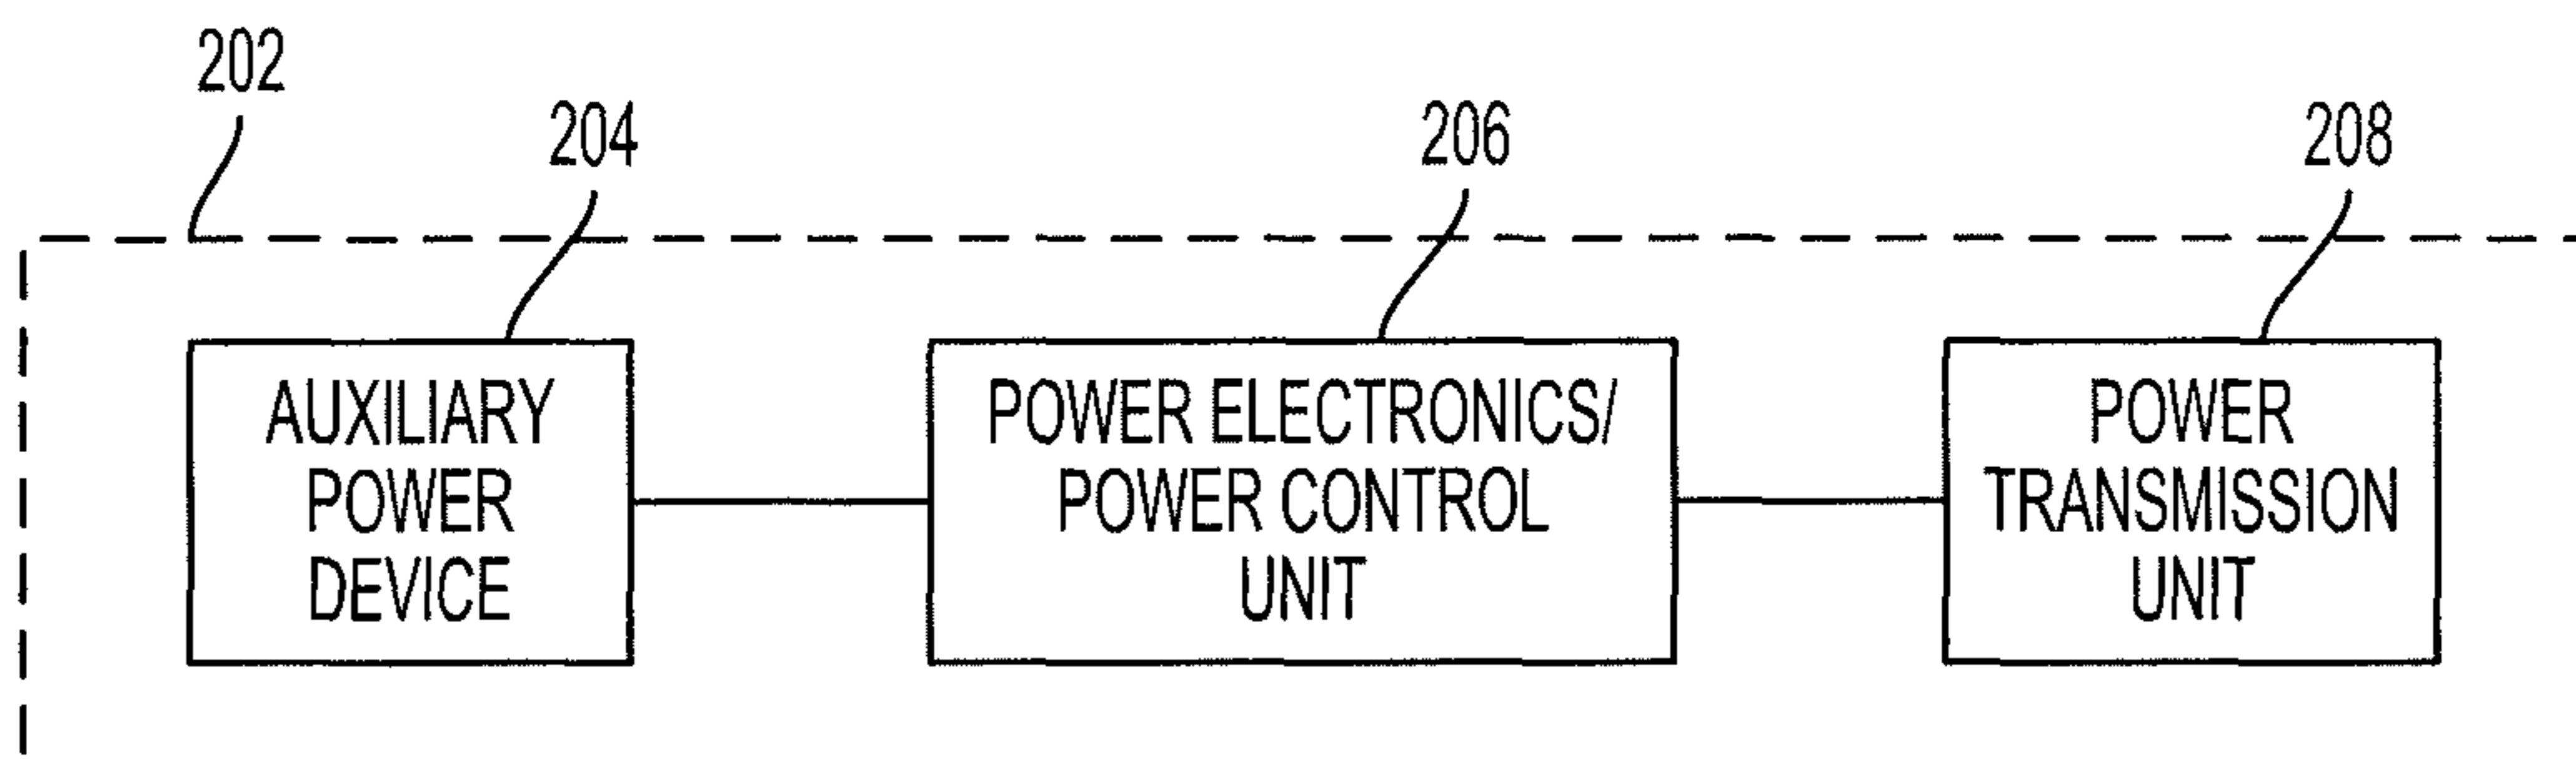 202
204
206
208
AUXILIARY
POWER
DEVICE
POWER ELECTRONICS/
POWER CONTROL
UNIT
POWER
TRANSMISSION
UNIT